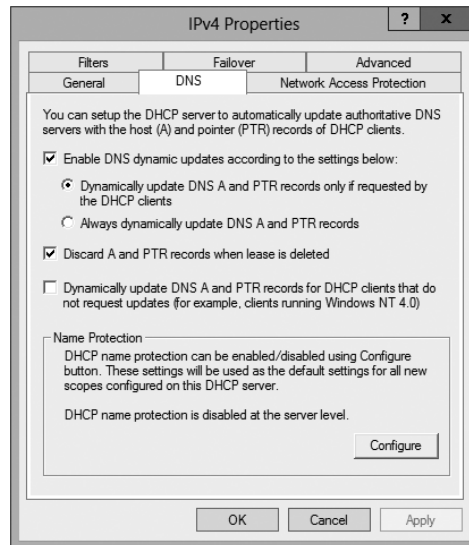 IPv4 Properties
?
x
Filters
Failover
Advanced
General
DNS
Network Access Protection
You can setup the DHCP server to automatically update authoritative DNS
servers with the host (A) and pointer (PTR) records of DHCP clients.
Enable DNS dynamic updates according to the settings below:
Dynamically update DNS A and PTR records only if requested by
the DHCP clients
Always dynamically update DNS A and PTR records
Discard A and PTR records when lease is deleted
Dynamically update DNS A and PTR records for DHCP clients that do
not request updates (for example, clients running Windows NT 4.0)
Name Protection
DHCP name protection can be enabled/disabled using Configure
button. These settings will be used as the default settings for all new
scopes configured on this DHCP server.
DHCP name protection is disabled at the server level.
Configure
OK
Cancel
Apply